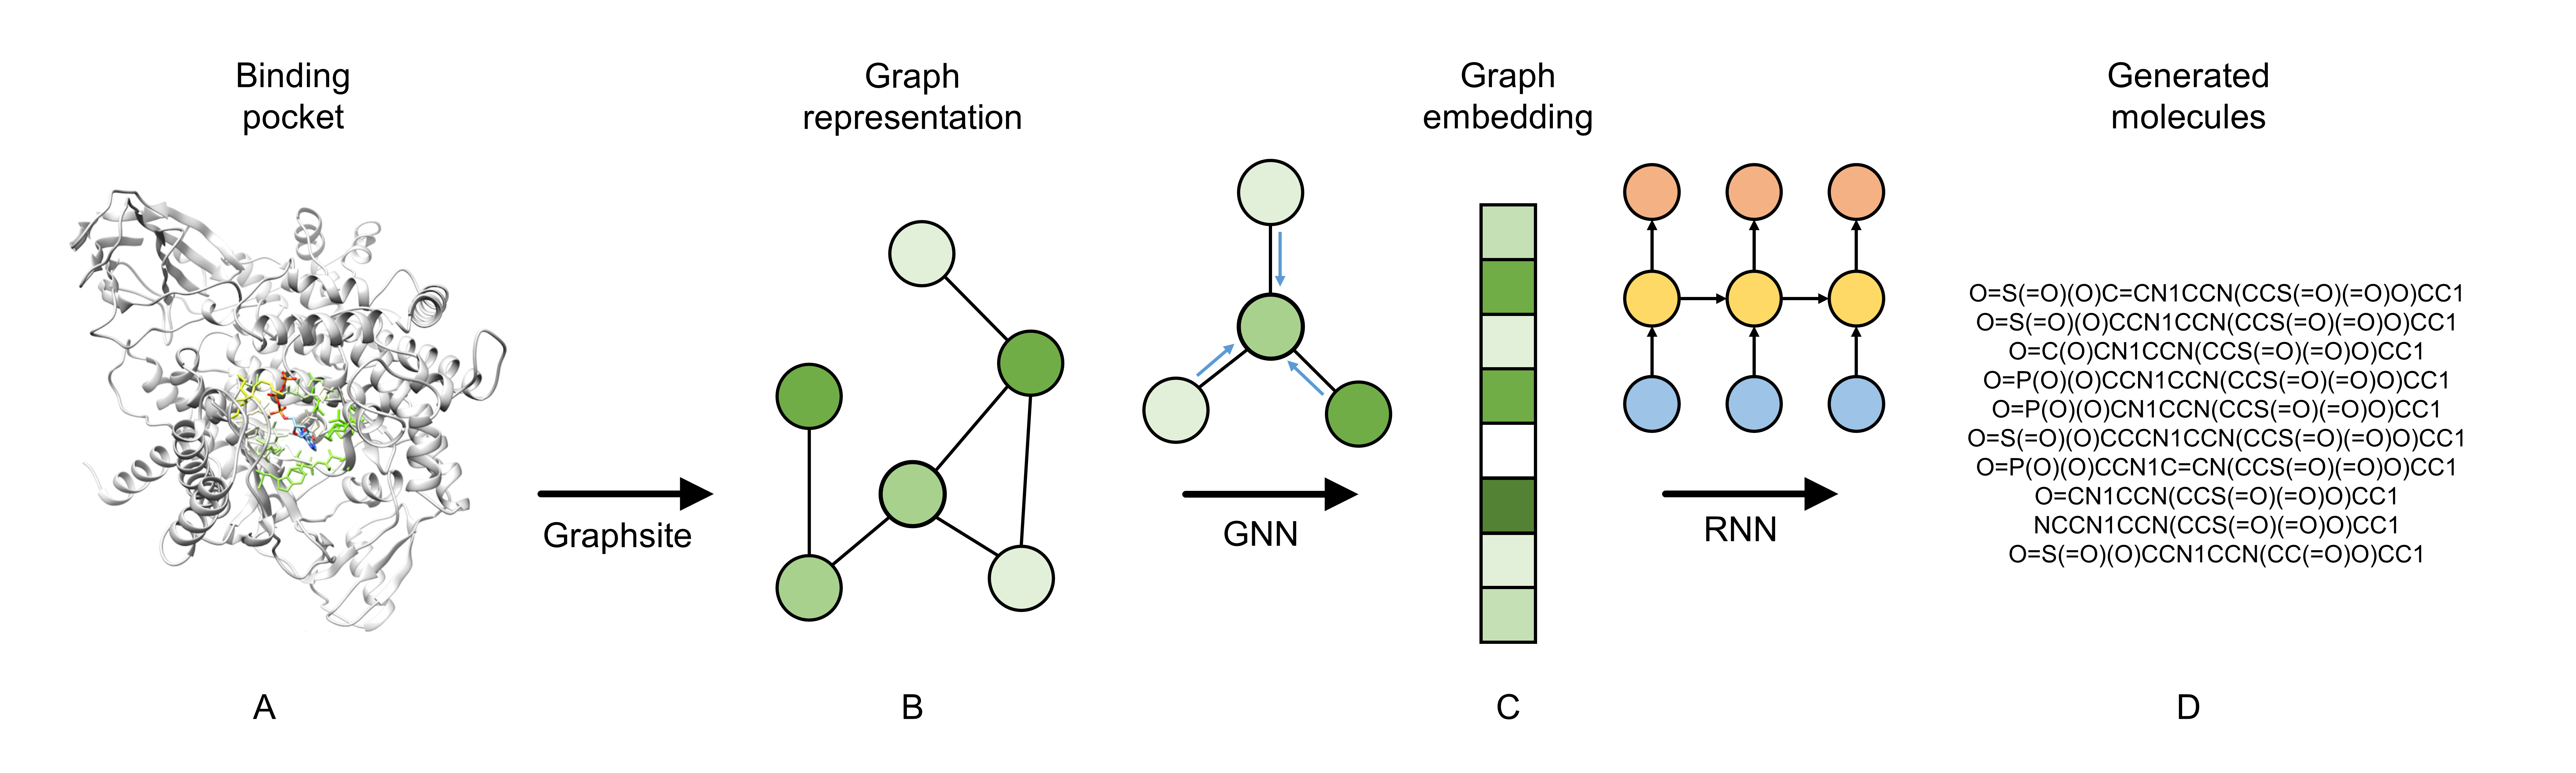 Binding
pocket
Graph
representation
Graph
embedding
Generated
molecules
Graphsite
GNN
RNN
O=S(=O)(O)C=CN1CCN(CCS(=O)(=O)O)CC1
O=S(=O)(O)CCN1CCN(CCS(=O)(=O)O)CC1
O=C(O)CN1CCN(CCS(=O)(=O)O)CC1
O=P(O)(O)CCN1CCN(CCS(=O)(=O)O)CC1
O=P(O)(O)CN1CCN(CCS(=O)(=O)O)CC1
O=S(=O)(O)CCCN1CCN(CCS(=O)(=O)O)CC1
O=P(O)(O)CCN1C=CN(CCS(=O)(=O)O)CC1
O=CN1CCN(CCS(=O)(=O)O)CC1
NCCN1CCN(CCS(=O)(=O)O)CC1
O=S(=O)(O)CCN1CCN(CC(=O)O)CC1
A
B
C
D